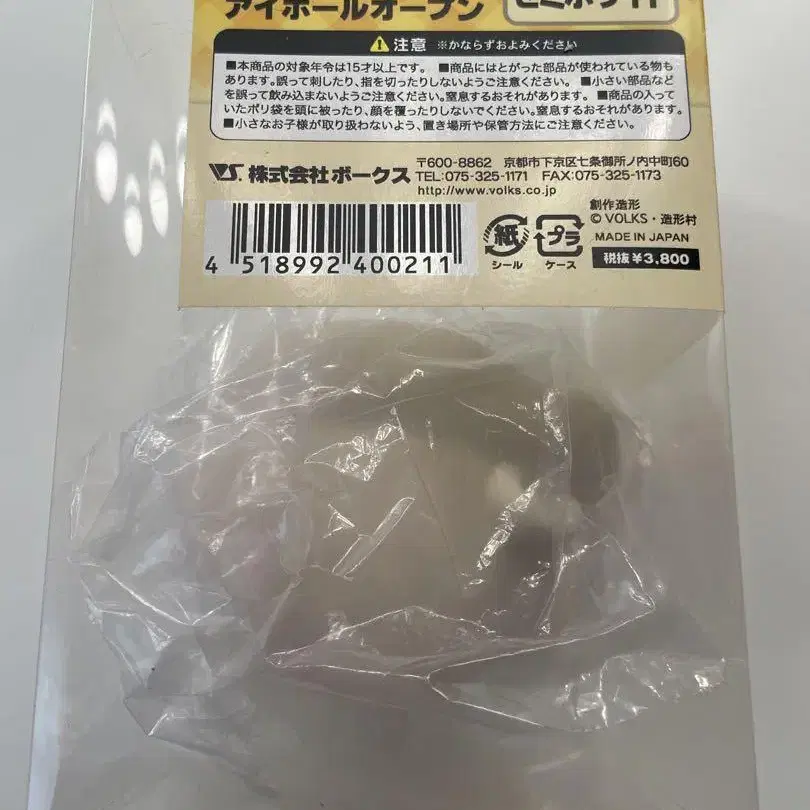 アイホールオープン
セミホワイト
注意 ※かならずおよみください
■本商品の対象年令は15才以上です。 ■商品にはとがった部品が使われている物も
あります。誤って刺したり、指を切ったりしないようご注意ください。 ■小さい部品など
を誤って飲み込まないようご注意ください。窒息するおそれがあります。 ■商品の入って
いたポリ袋を頭に被ったり、顔を覆ったりしないでください。窒息するおそれがあります。
■小さなお子様が取り扱わないよう、置き場所や保管方法にご注意ください。
VS. 株式会社ボークス
〒600-8862 京都市下京区七条御所ノ内中町60
TEL:075-325-1171 FAX:075-325-1173
http://www.volks.co.jp
4 518992 400211
紙
シール
プラ
ケース
創作造形
© VOLKS・造形村
MADE IN JAPAN
税抜¥3,800